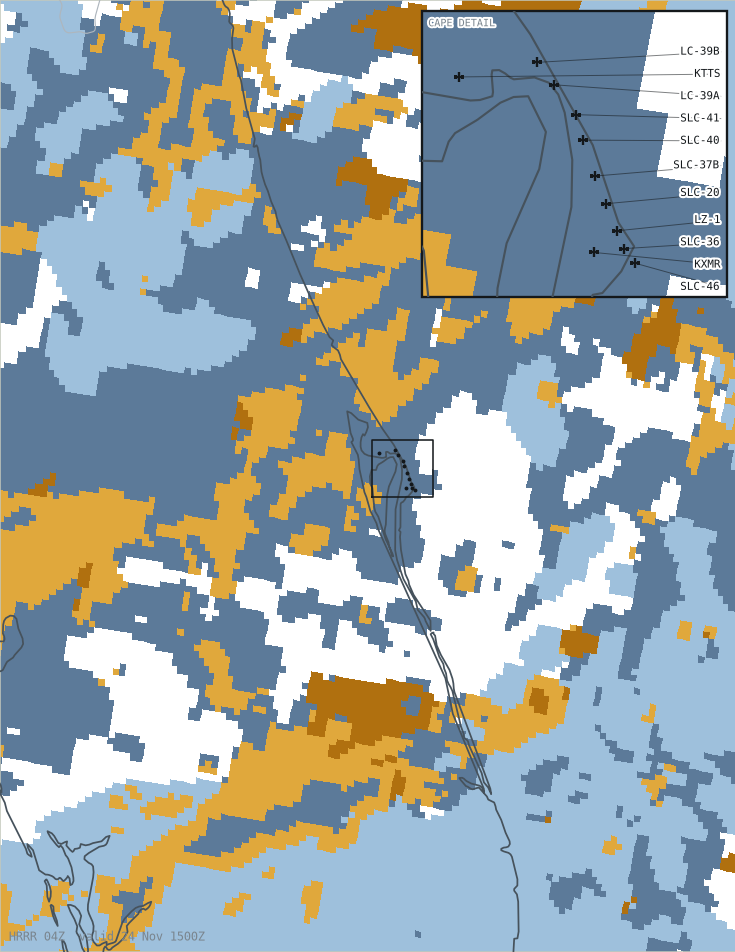 CAPE DETAIL
LC-39B
KTTS
LC-39A
SLC-41
SLC-40
SLC-37B
SLC-20
LZ-1
SLC-36
KXMR
SLC-46
HRRR 04Z valid 24 Nov 1500Z